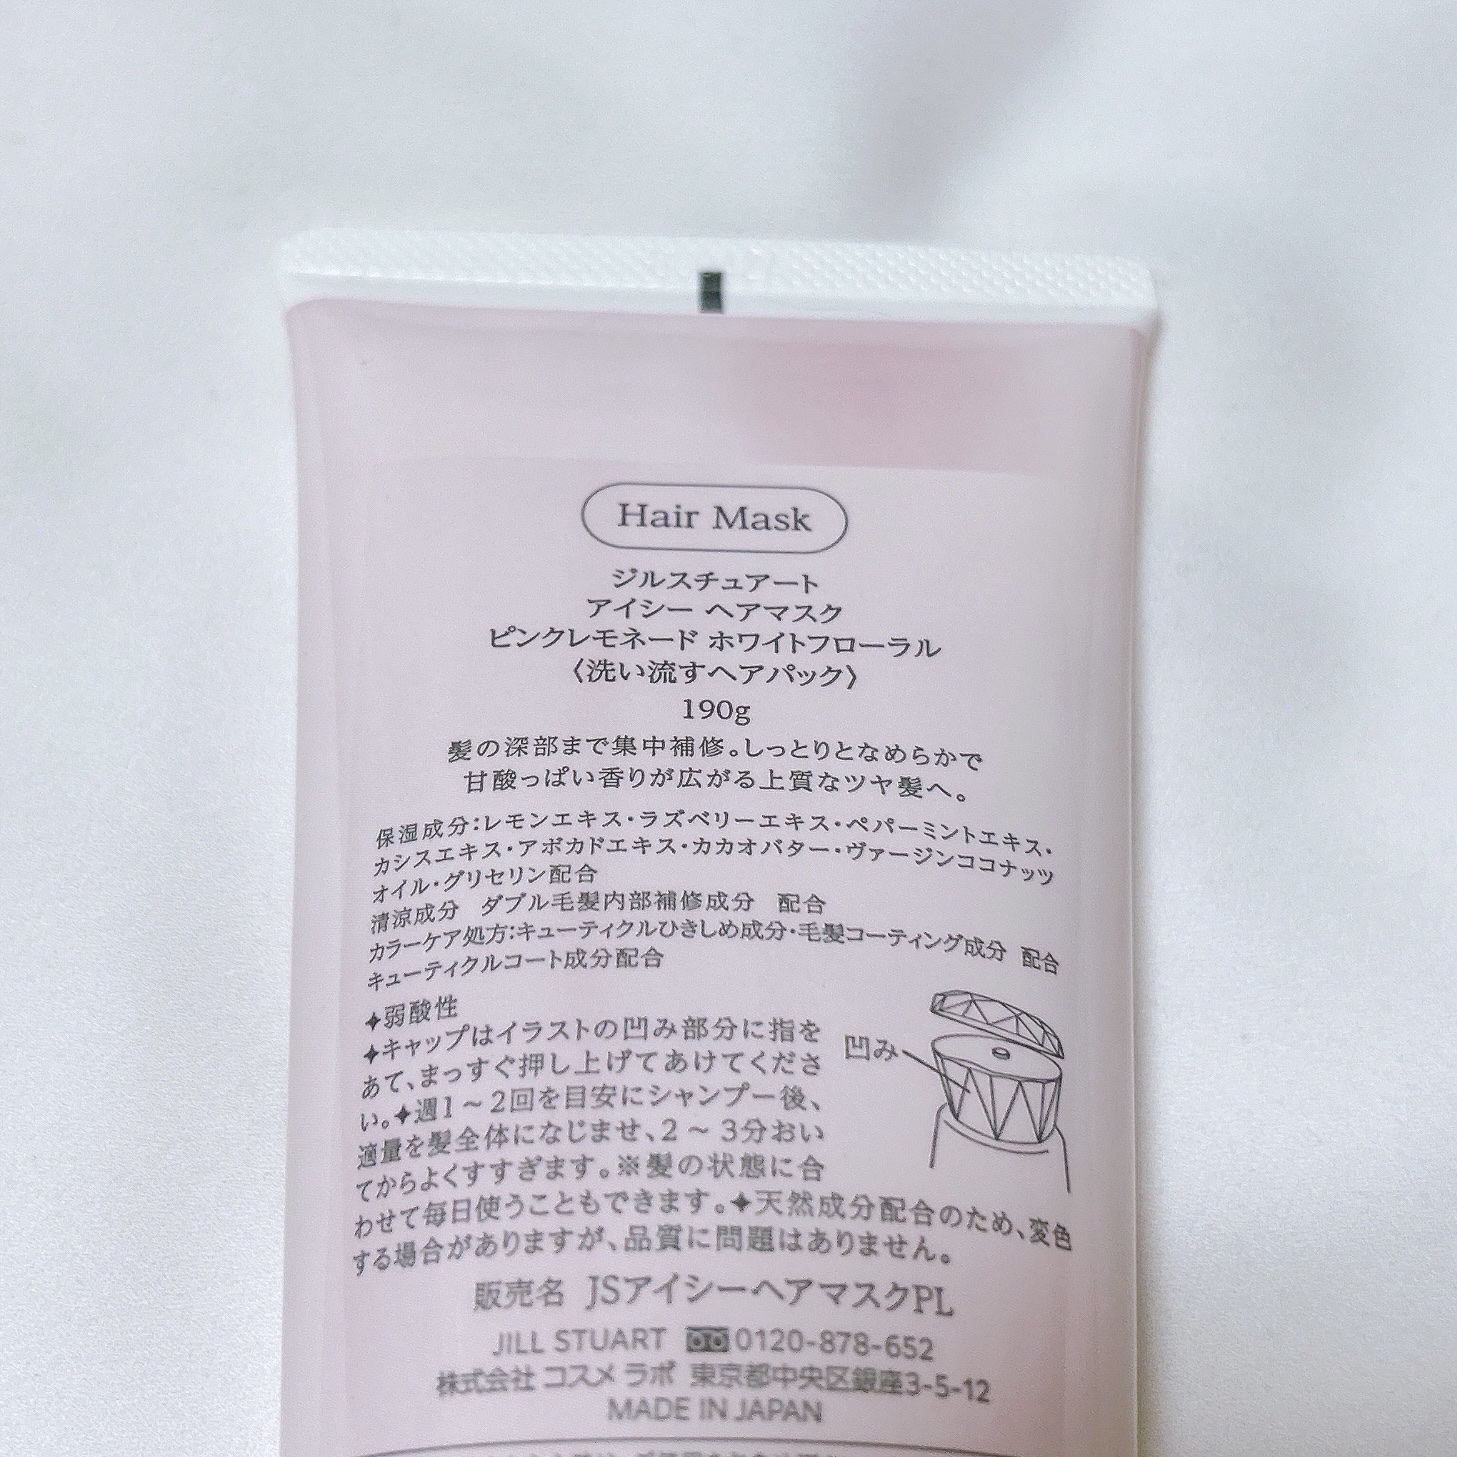 Hair Mask
ジルスチュアート
アイシー ヘアマスク
ピンクレモネード ホワイトフローラル
〈洗い流すヘアパック〉
190g
髪の深部まで集中補修。しっとりとなめらかで
甘酸っぱい香りが広がる上質なツヤ髪へ。
保湿成分:レモンエキス・ラズベリーエキス・ペパーミントエキス・
カシスエキス・アボカドエキス・カカオバター・ヴァージンココナッツ
オイル・グリセリン配合
清涼成分 ダブル毛髪内部補修成分 配合
カラーケア処方:キューティクルひきしめ成分・毛髪コーティング成分 配合
キューティクルコート成分配合
✦弱酸性
✦キャップはイラストの凹み部分に指を
あて、まっすぐ押し上げてあけてくださ
い。✦週1~2回を目安にシャンプー後、
適量を髪全体になじませ、2~3分おい
てからよくすすぎます。※髪の状態に合
わせて毎日使うこともできます。✦天然成分配合のため、変色
する場合がありますが、品質に問題はありません。
凹み
販売名 JSアイシーヘアマスクPL
JILL STUART 0120-878-652
株式会社 コスメ ラボ 東京都中央区銀座3-5-12
MADE IN JAPAN